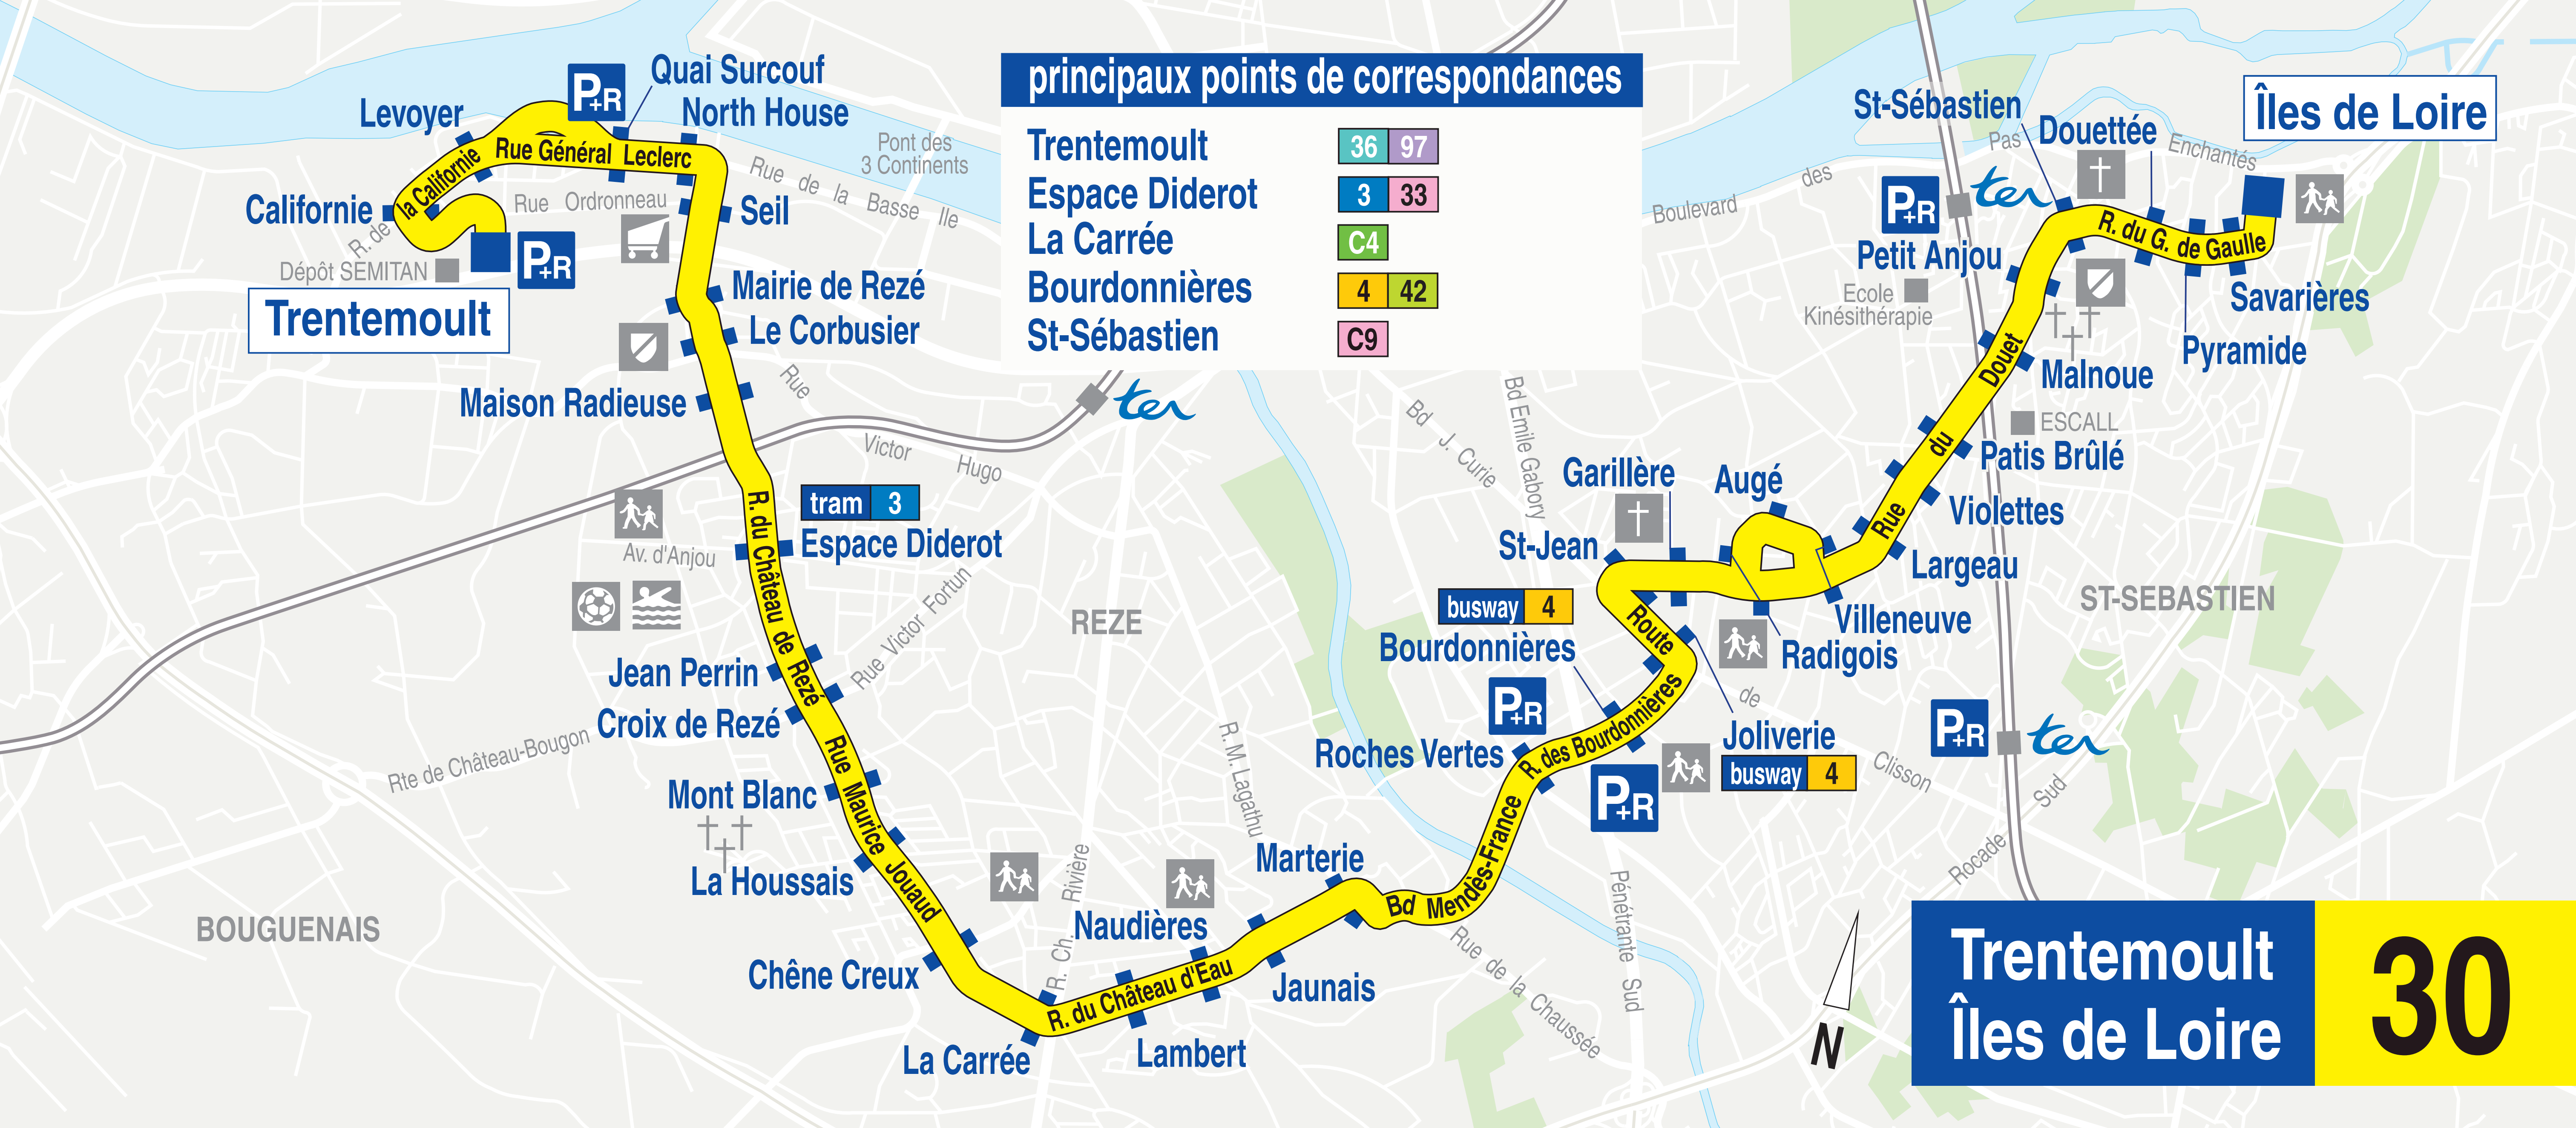 principaux points de correspondances
Trentemoult 36 97
Espace Diderot 3 33
La Carrée C4
Bourdonnières 4 42
St-Sébastien C9
Levoyer
P+R
Quai Surcouf
North House
Californie
R. de la Californie
Rue Général Leclerc
Rue Ordronneau
Dépôt SEMITAN
P+R
Trentemoult
Seil
Pont des
3 Continents
Rue de la Basse Ile
Mairie de Rezé
Le Corbusier
Maison Radieuse
Rue Victor Hugo
ter
tram 3
Espace Diderot
Av. d'Anjou
R. du Château de Rezé
Rue Victor Fortun
REZE
Jean Perrin
Croix de Rezé
Rte de Château-Bougon
Mont Blanc
Rue Maurice Jouaud
La Houssais
BOUGUENAIS
Chêne Creux
La Carrée
R. Ch. Rivière
R. du Château d'Eau
Naudières
Lambert
Jaunais
Marterie
R. M. Lagathu
Bd Mendès-France
Rue de la Chaussée
Pénétrante Sud
Roches Vertes
P+R
busway 4
Bourdonnières
R. des Bourdonnières
P+R
Joliverie
busway 4
Route de Clisson
St-Jean
Garillère
Bd J. Curie
Bd Emile Gabory
Augé
Radigois
Villeneuve
Largeau
Violettes
Patis Brûlé
ESCALL
Rue du Douet
Malnoue
Petit Anjou
Ecole
Kinésithérapie
P+R
ter
St-Sébastien
Boulevard des Pas Enchantés
Douettée
R. du G. de Gaulle
Pyramide
Savarières
Îles de Loire
ST-SEBASTIEN
P+R
ter
Rocade Sud
N
Trentemoult
Îles de Loire
30